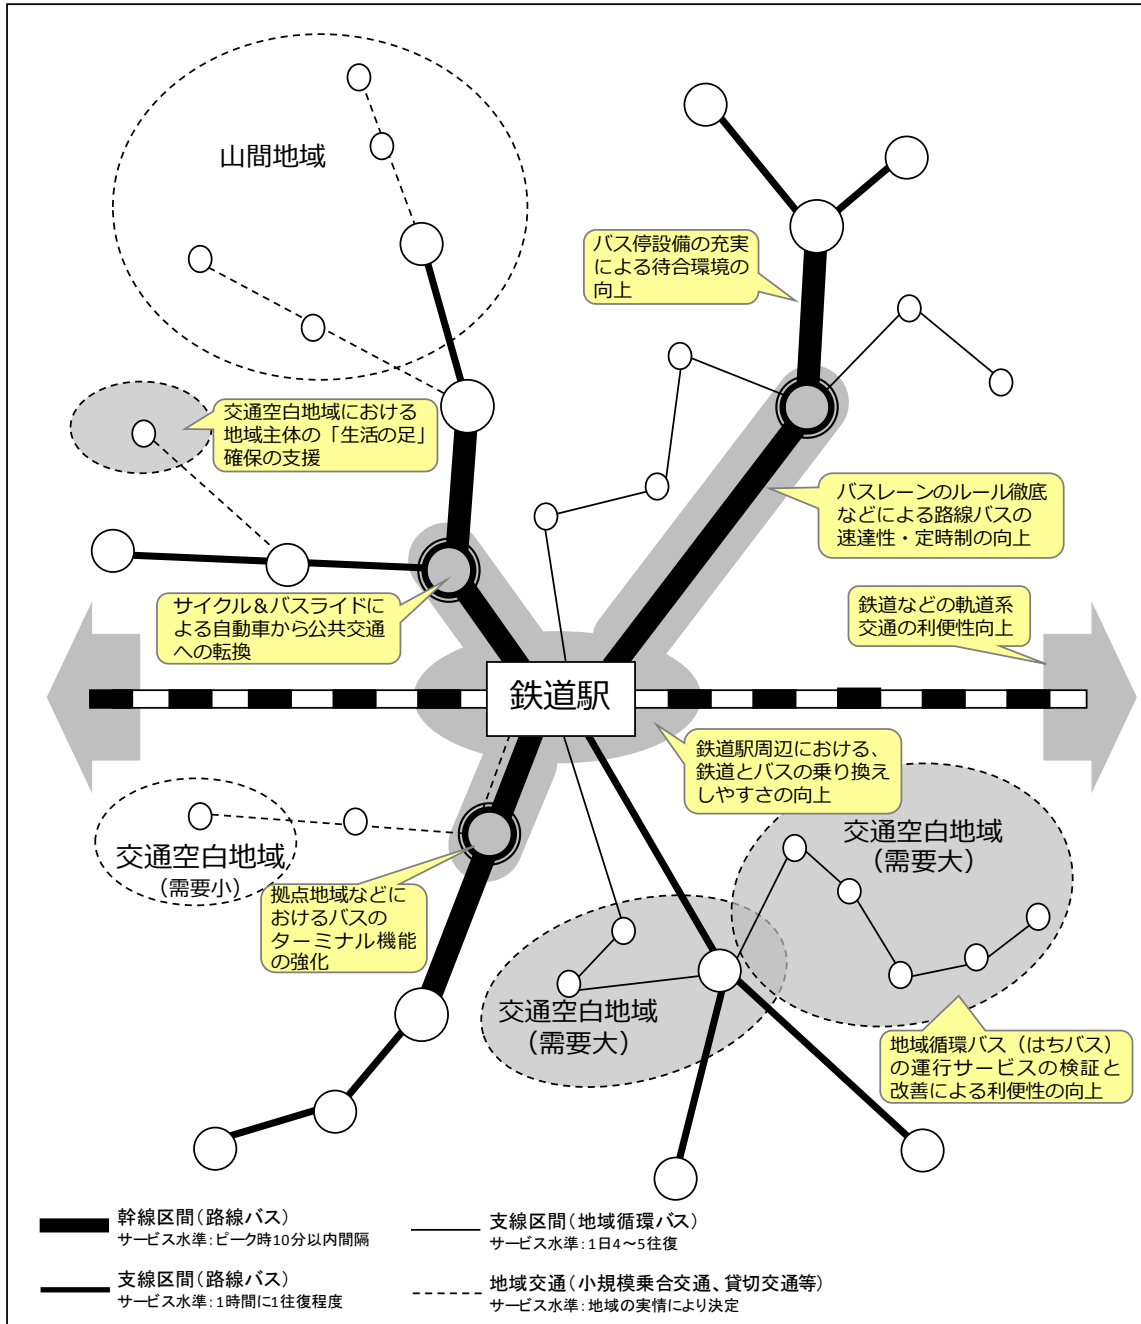 山間地域
バス停設備の充実
による待合環境の
向上
交通空白地域における
地域主体の「生活の足」
確保の支援
バスレーンのルール徹底
などによる路線バスの
速達性・定時制の向上
サイクル＆バスライドに
よる自動車から公共交通
への転換
鉄道などの軌道系
交通の利便性向上
鉄道駅
鉄道駅周辺における、
鉄道とバスの乗り換え
しやすさの向上
交通空白地域
（需要小）
交通空白地域
（需要大）
拠点地域などに
おけるバスの
ターミナル機能
の強化
交通空白地域
（需要大）
地域循環バス（はちバス）
の運行サービスの検証と
改善による利便性の向上
幹線区間（路線バス）
サービス水準：ピーク時10分以内間隔
支線区間（地域循環バス）
サービス水準：1日4～5往復
支線区間（路線バス）
サービス水準：1時間に1往復程度
地域交通（小規模乗合交通、貸切交通等）
サービス水準：地域の実情により決定